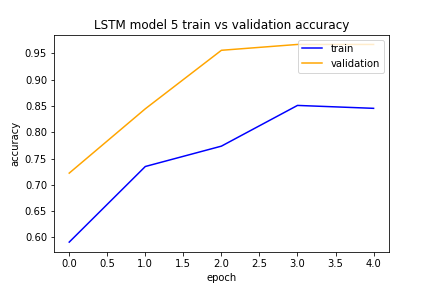 LSTM model 5 train vs validation accuracy
train
validation
0.95
0.90
0.85
0.80
0.75
0.70
0.65
0.60
accuracy
0.0 0.5 1.0 1.5 2.0 2.5 3.0 3.5 4.0
epoch